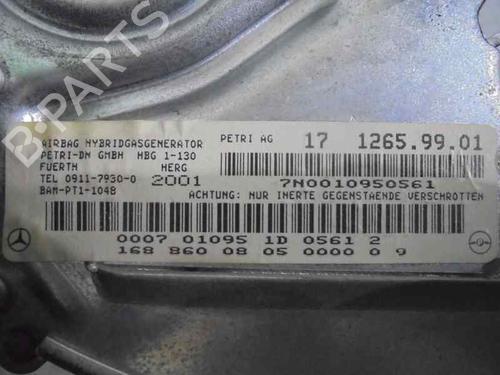 AIRBAG HYBRIDGASGENERATOR
PETRI AG 17 1265.99.01
PETRI-DN GMBH HBG 1-130
FUERTH HERG
TEL 0911-7930-0 2001 7N0010950561
BAM-PT1-1048 ACHTUNG: NUR INERTE GEGENSTAENDE VERSCHROTTEN
0007 01095 1D 0561 2
168 860 08 05 0000 0 9